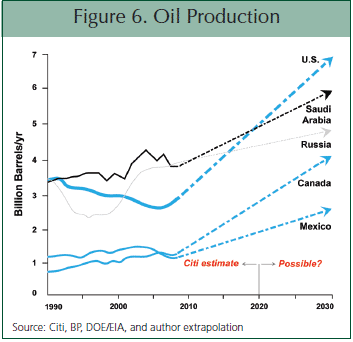 Figure 6. Oil Production
Billion Barrels/yr
7
6
5
4
3
2
1
0
U.S.
Saudi
Arabia
Russia
Canada
Mexico
Citi estimate
Possible?
1990
2000
2010
2020
2030
Source: Citi, BP, DOE/EIA, and author extrapolation